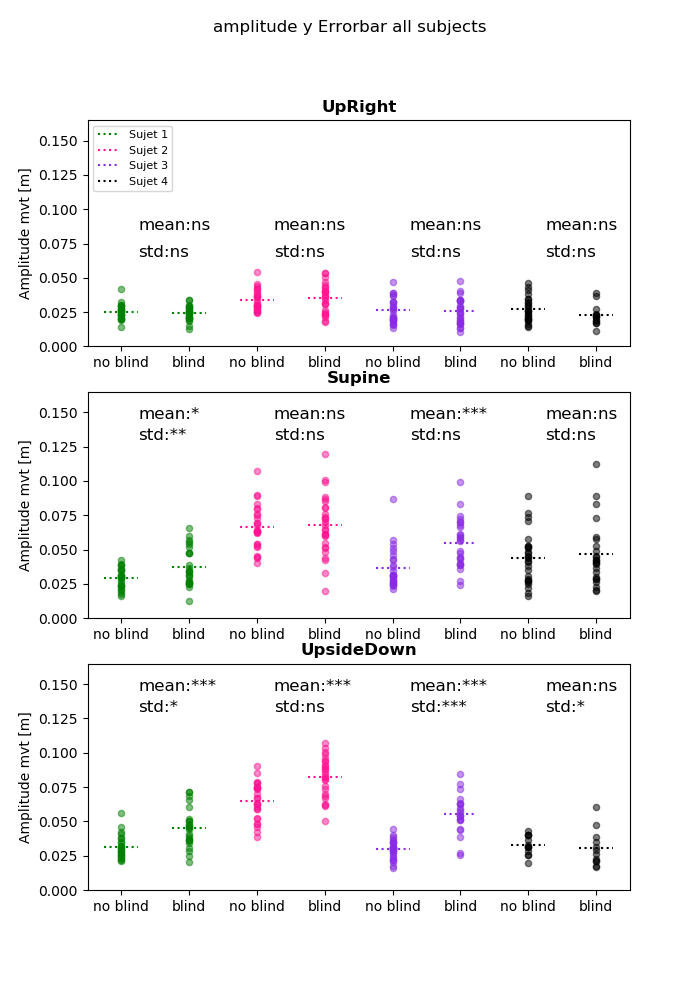 amplitude y Errorbar all subjects
UpRight
Amplitude mvt [m]
0.150
0.125
0.100
0.075
0.050
0.025
0.000
Sujet 1
Sujet 2
Sujet 3
Sujet 4
mean:ns mean:ns mean:ns mean:ns
std:ns std:ns std:ns std:ns
no blind blind no blind blind no blind blind no blind blind
Supine
Amplitude mvt [m]
0.150
0.125
0.100
0.075
0.050
0.025
0.000
mean:* mean:ns mean:*** mean:ns
std:** std:ns std:ns std:ns
no blind blind no blind blind no blind blind no blind blind
UpsideDown
Amplitude mvt [m]
0.150
0.125
0.100
0.075
0.050
0.025
0.000
mean:*** mean:*** mean:*** mean:ns
std:* std:ns std:*** std:*
no blind blind no blind blind no blind blind no blind blind